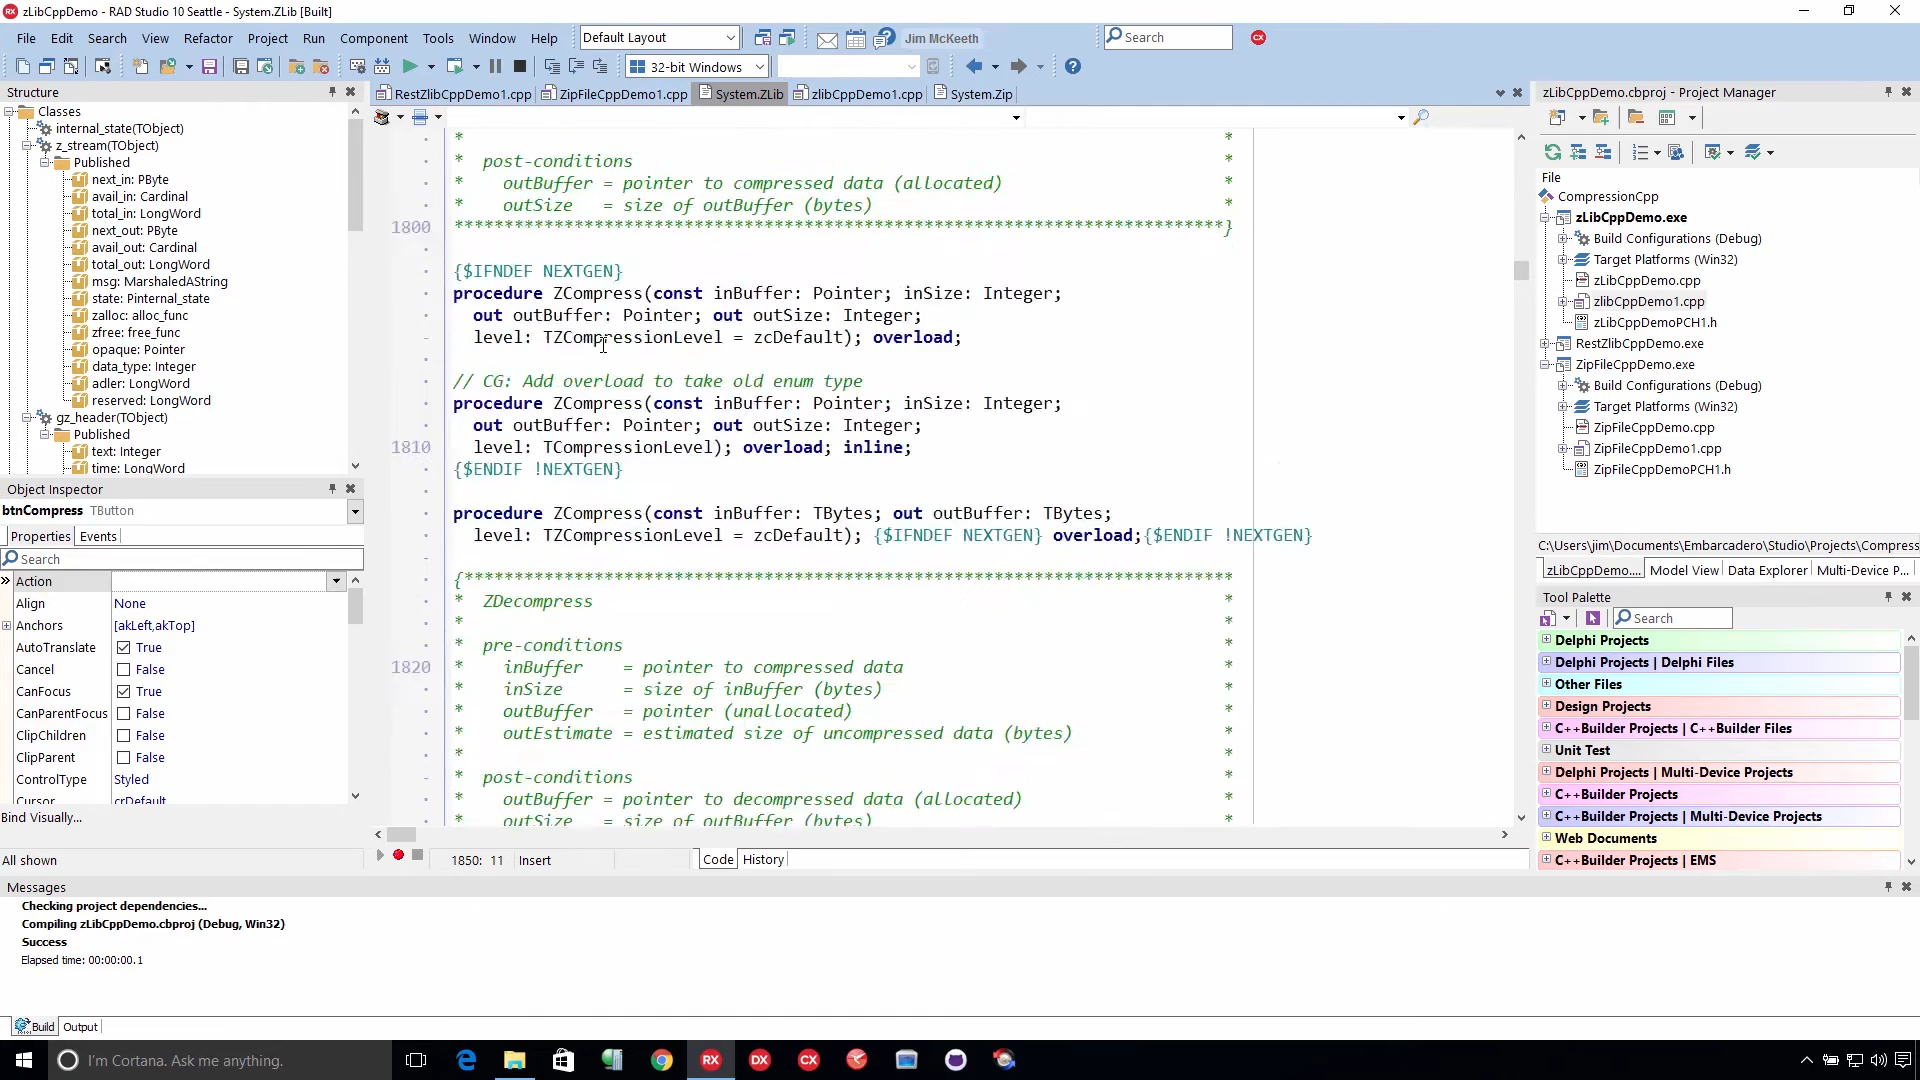 zLibCppDemo - RAD Studio 10 Seattle - System.ZLib [Built]
File Edit Search View Refactor Project Run Component Tools Window Help
Default Layout
Jim McKeeth
Search
32-bit Windows
Structure
Classes
internal_state(TObject)
z_stream(TObject)
Published
next_in: PByte
avail_in: Cardinal
total_in: LongWord
next_out: PByte
avail_out: Cardinal
total_out: LongWord
msg: MarshaledAString
state: Pinternal_state
zalloc: alloc_func
zfree: free_func
opaque: Pointer
data_type: Integer
adler: LongWord
reserved: LongWord
gz_header(TObject)
Published
text: Integer
time: LongWord
Object Inspector
btnCompress TButton
Properties Events
Search
Action
Align None
Anchors [akLeft,akTop]
AutoTranslate True
Cancel False
CanFocus True
CanParentFocus False
ClipChildren False
ClipParent False
ControlType Styled
Cursor crDefault
Bind Visually...
All shown
RestZlibCppDemo1.cpp ZipFileCppDemo1.cpp System.ZLib zlibCppDemo1.cpp System.Zip
* *
* post-conditions *
* outBuffer = pointer to compressed data (allocated) *
* outSize = size of outBuffer (bytes) *
1800 *****************************************************************************}
{$IFNDEF NEXTGEN}
procedure ZCompress(const inBuffer: Pointer; inSize: Integer;
out outBuffer: Pointer; out outSize: Integer;
level: TZCompressionLevel = zcDefault); overload;
// CG: Add overload to take old enum type
procedure ZCompress(const inBuffer: Pointer; inSize: Integer;
out outBuffer: Pointer; out outSize: Integer;
1810 level: TCompressionLevel); overload; inline;
{$ENDIF !NEXTGEN}
procedure ZCompress(const inBuffer: TBytes; out outBuffer: TBytes;
level: TZCompressionLevel = zcDefault); {$IFNDEF NEXTGEN} overload;{$ENDIF !NEXTGEN}
{*****************************************************************************
* ZDecompress *
* *
* pre-conditions *
1820 * inBuffer = pointer to compressed data *
* inSize = size of inBuffer (bytes) *
* outBuffer = pointer (unallocated) *
* outEstimate = estimated size of uncompressed data (bytes) *
* *
* post-conditions *
* outBuffer = pointer to decompressed data (allocated) *
* outSize = size of outBuffer (bytes) *
1850: 11 Insert
Code History
zLibCppDemo.cbproj - Project Manager
File
CompressionCpp
zLibCppDemo.exe
Build Configurations (Debug)
Target Platforms (Win32)
zLibCppDemo.cpp
zlibCppDemo1.cpp
zLibCppDemoPCH1.h
RestZlibCppDemo.exe
ZipFileCppDemo.exe
Build Configurations (Debug)
Target Platforms (Win32)
ZipFileCppDemo.cpp
ZipFileCppDemo1.cpp
ZipFileCppDemoPCH1.h
C:\Users\jim\Documents\Embarcadero\Studio\Projects\Compress
zLibCppDemo.... Model View Data Explorer Multi-Device P...
Tool Palette
Search
Delphi Projects
Delphi Projects | Delphi Files
Other Files
Design Projects
C++Builder Projects | C++Builder Files
Unit Test
Delphi Projects | Multi-Device Projects
C++Builder Projects
C++Builder Projects | Multi-Device Projects
Web Documents
C++Builder Projects | EMS
Messages
Checking project dependencies...
Compiling zLibCppDemo.cbproj (Debug, Win32)
Success
Elapsed time: 00:00:00.1
Build Output
I'm Cortana. Ask me anything.
RX DX CX